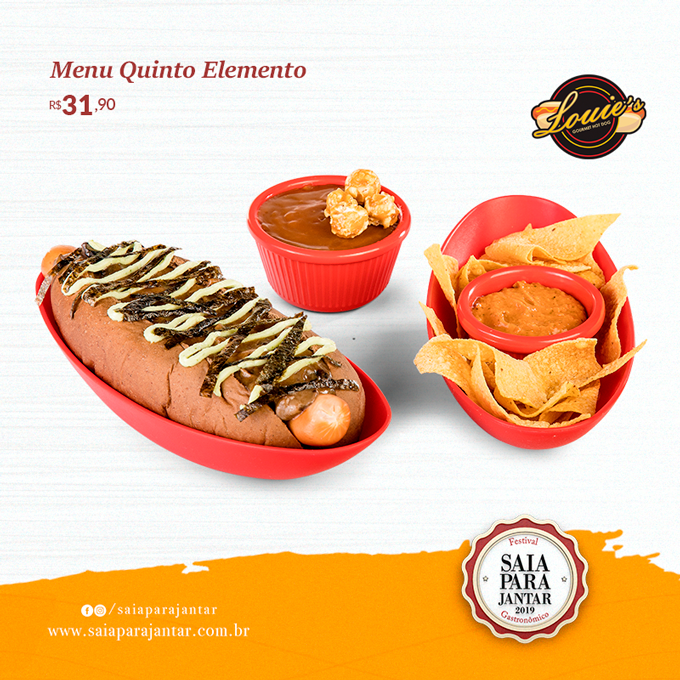 Menu Quinto Elemento
R$31,90
Louie's
GOURMET HOT DOG
Festival
SAIA
PARA
JANTAR
2019
Gastronômico
/saiaparajantar
www.saiaparajantar.com.br